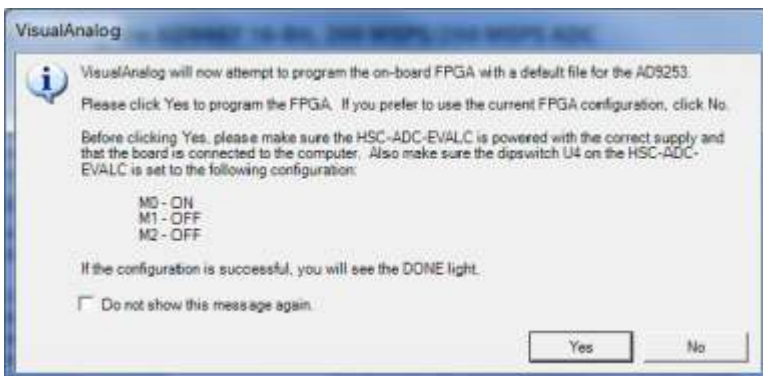 VisualAnalog
VisualAnalog will now attempt to program the on-board FPGA with a default file for the AD9253.
Please click Yes to program the FPGA. If you prefer to use the current FPGA configuration, click No.
Before clicking Yes, please make sure the HSC-ADC-EVALC is powered with the correct supply and
that the board is connected to the computer. Also make sure the dipswitch U4 on the HSC-ADC-
EVALC is set to the following configuration:
M0 - ON
M1 - OFF
M2 - OFF
If the configuration is successful, you will see the DONE light.
Do not show this message again.
Yes
No